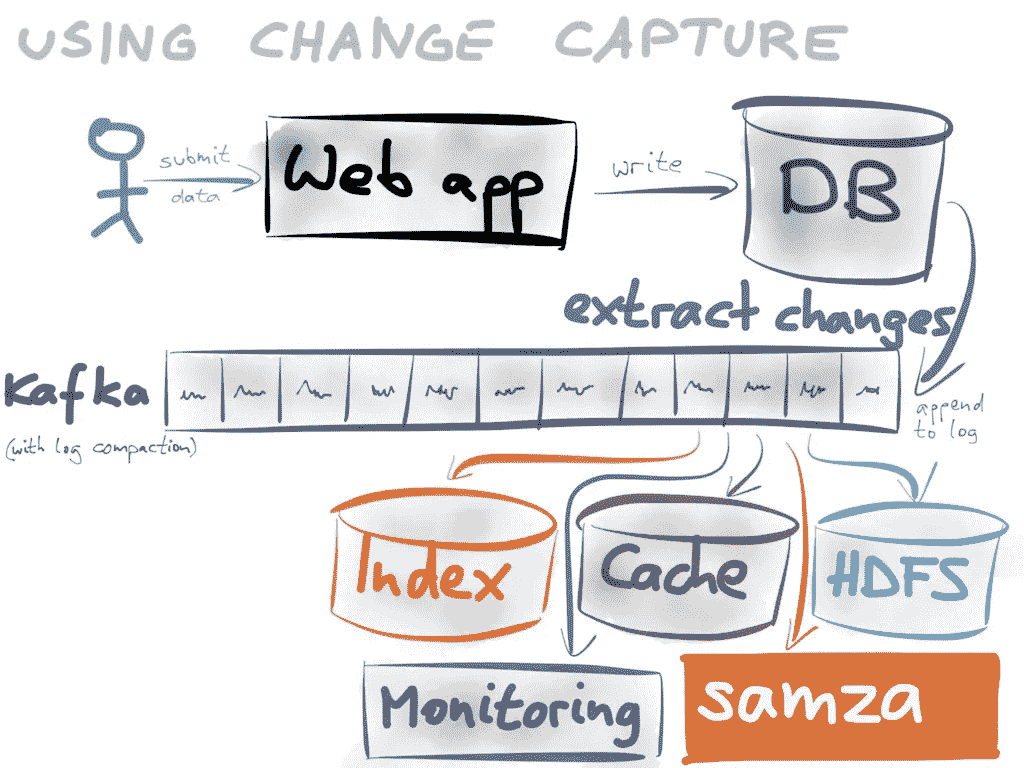 USING CHANGE CAPTURE
submit
data
Web app
write
DB
extract changes
Kafka
(with log compaction)
append
to log
Index
Cache
HDFS
Monitoring
samza